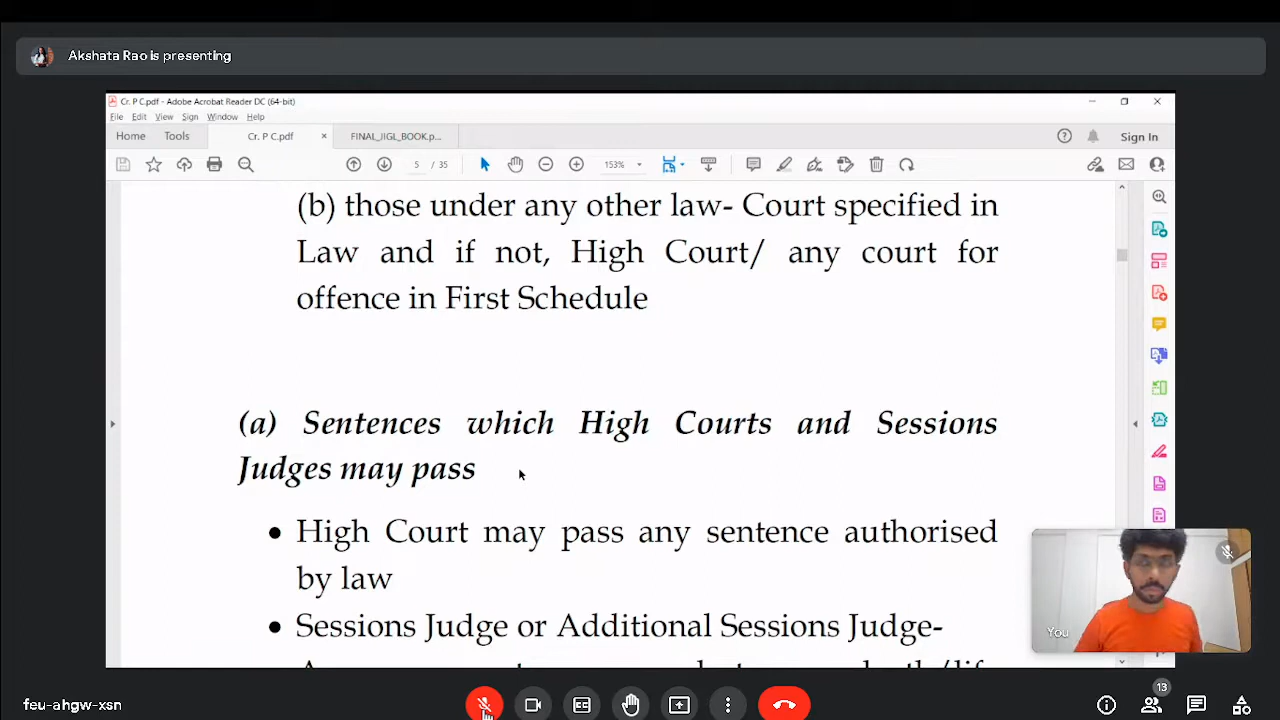 Akshata Rao is presenting
Cr. P C.pdf - Adobe Acrobat Reader DC (64-bit)
File Edit View Sign Window Help
Home Tools Cr. P C.pdf × FINAL_JIGL_BOOK.p... Sign In
5 / 35 153%
(b) those under any other law- Court specified in
Law and if not, High Court/ any court for
offence in First Schedule
(a) Sentences which High Courts and Sessions
Judges may pass
• High Court may pass any sentence authorised
by law
• Sessions Judge or Additional Sessions Judge-
You
feu-ahgw-xsn
13